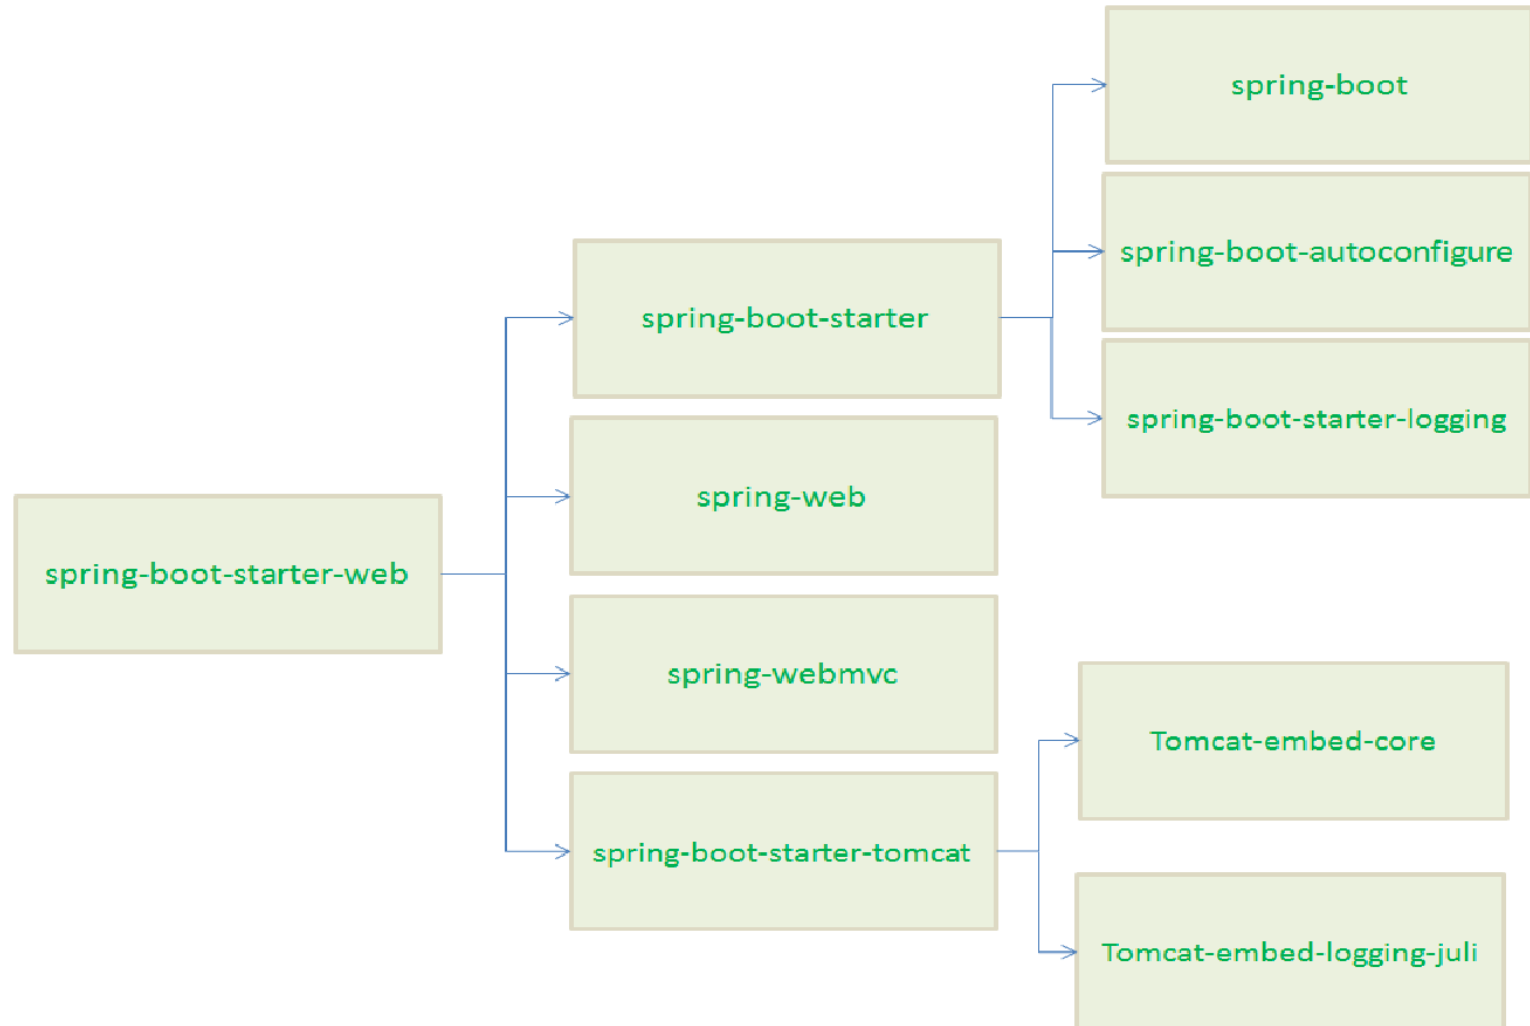 spring-boot
spring-boot-autoconfigure
spring-boot-starter
spring-boot-starter-logging
spring-web
spring-boot-starter-web
spring-webmvc
Tomcat-embed-core
spring-boot-starter-tomcat
Tomcat-embed-logging-juli